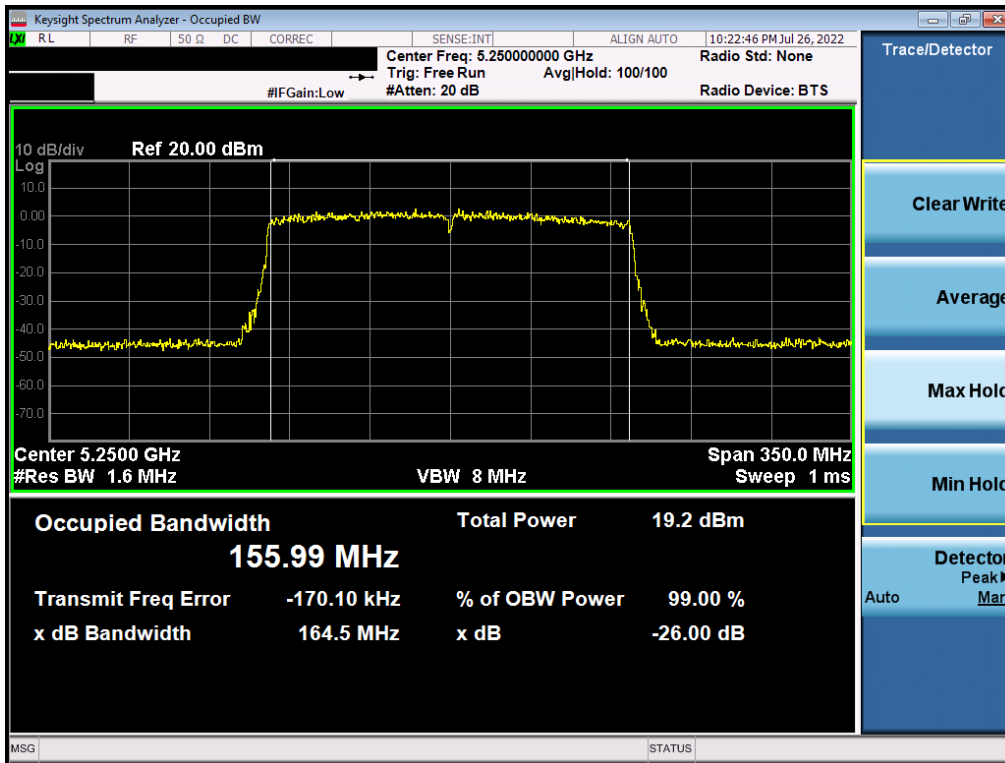 Keysight Spectrum Analyzer - Occupied BW
LXI RL RF 50 Ω DC CORREC SENSE:INT ALIGN AUTO 10:22:46 PM Jul 26, 2022
Center Freq: 5.250000000 GHz Radio Std: None
Trig: Free Run Avg|Hold: 100/100
#IFGain:Low #Atten: 20 dB Radio Device: BTS
10 dB/div Ref 20.00 dBm
Log
10.0
0.00
-10.0
-20.0
-30.0
-40.0
-50.0
-60.0
-70.0
Center 5.2500 GHz Span 350.0 MHz
#Res BW 1.6 MHz VBW 8 MHz Sweep 1 ms
Occupied Bandwidth Total Power 19.2 dBm
155.99 MHz
Transmit Freq Error -170.10 kHz % of OBW Power 99.00 %
x dB Bandwidth 164.5 MHz x dB -26.00 dB
MSG STATUS
Trace/Detector
Clear Write
Average
Max Hold
Min Hold
Detector
Peak
Auto Man